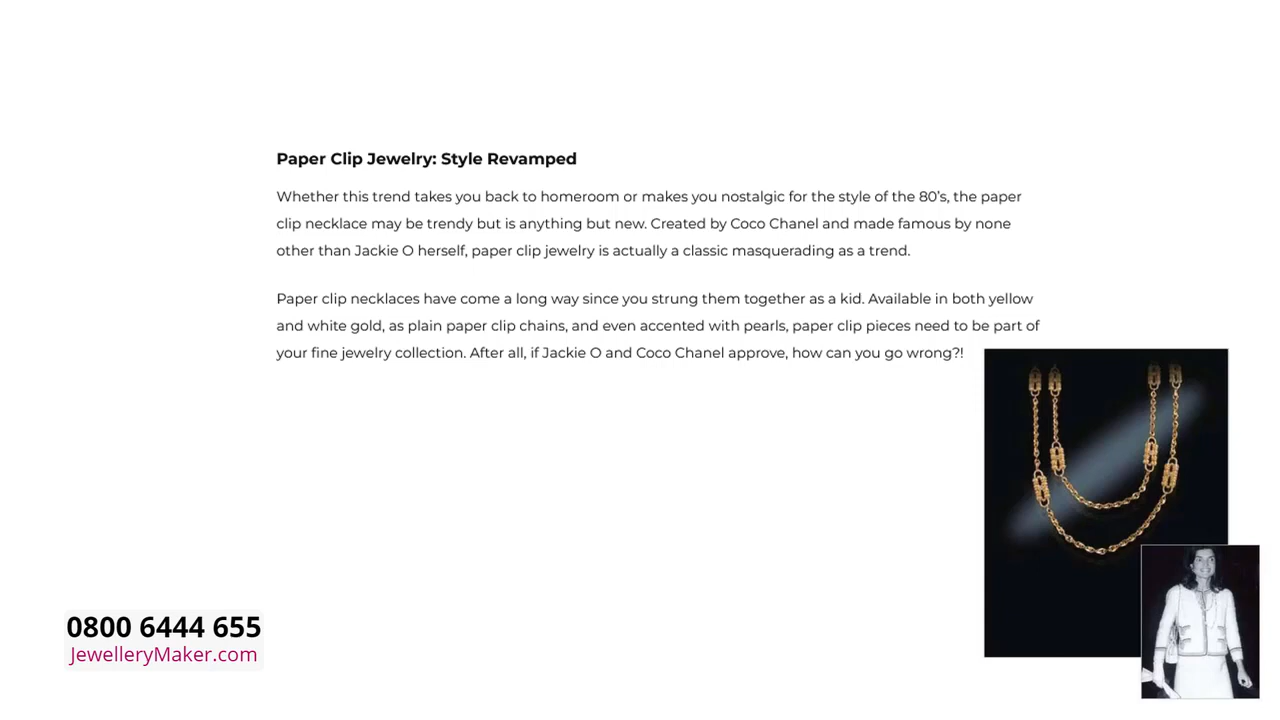 Paper Clip Jewelry: Style Revamped
Whether this trend takes you back to homeroom or makes you nostalgic for the style of the 80's, the paper
clip necklace may be trendy but is anything but new. Created by Coco Chanel and made famous by none
other than Jackie O herself, paper clip jewelry is actually a classic masquerading as a trend.
Paper clip necklaces have come a long way since you strung them together as a kid. Available in both yellow
and white gold, as plain paper clip chains, and even accented with pearls, paper clip pieces need to be part of
your fine jewelry collection. After all, if Jackie O and Coco Chanel approve, how can you go wrong?!
0800 6444 655
JewelleryMaker.com